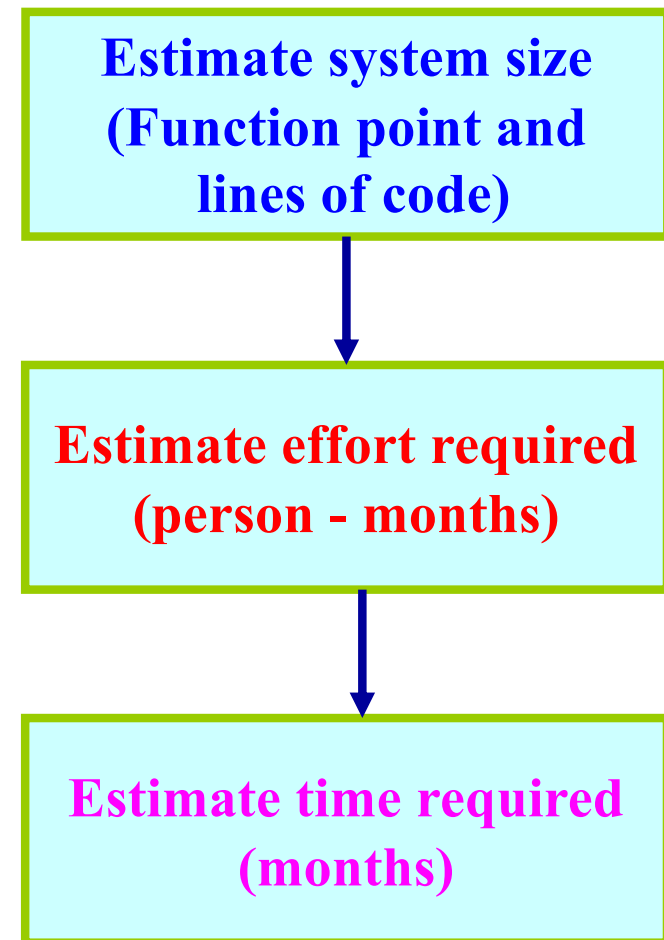 Estimate system size
(Function point and
lines of code)
Estimate effort required
(person - months)
Estimate time required
(months)